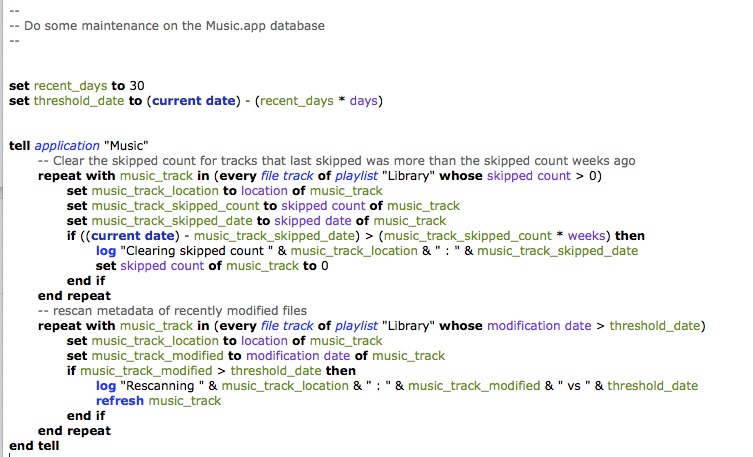 --
-- Do some maintenance on the Music.app database
--
set recent_days to 30
set threshold_date to (current date) - (recent_days * days)
tell application "Music"
-- Clear the skipped count for tracks that last skipped was more than the skipped count weeks ago
repeat with music_track in (every file track of playlist "Library" whose skipped count > 0)
set music_track_location to location of music_track
set music_track_skipped_count to skipped count of music_track
set music_track_skipped_date to skipped date of music_track
if ((current date) - music_track_skipped_date) > (music_track_skipped_count * weeks) then
log "Clearing skipped count " & music_track_location & " : " & music_track_skipped_date
set skipped count of music_track to 0
end if
end repeat
-- rescan metadata of recently modified files
repeat with music_track in (every file track of playlist "Library" whose modification date > threshold_date)
set music_track_location to location of music_track
set music_track_modified to modification date of music_track
if music_track_modified > threshold_date then
log "Rescanning " & music_track_location & " : " & music_track_modified & " vs " & threshold_date
refresh music_track
end if
end repeat
end tell